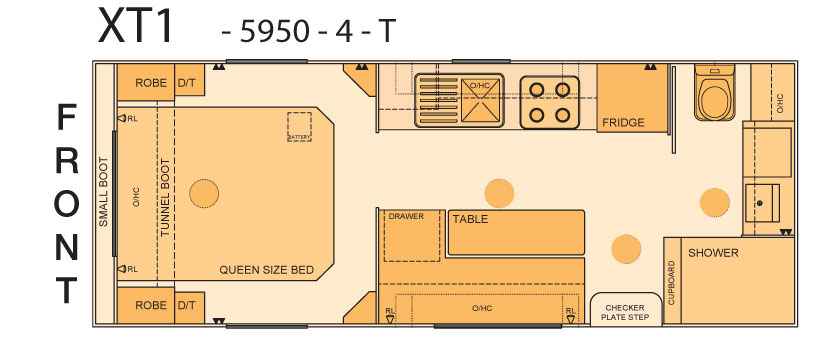 XT1 - 5950 - 4 - T
FRONT
ROBE
D/T
O/HC
FRIDGE
O/HC
RL
BATTERY
SMALL BOOT
O/HC
TUNNEL BOOT
QUEEN SIZE BED
RL
DRAWER
TABLE
SHOWER
CUPBOARD
ROBE
D/T
RL
O/HC
RL
CHECKER
PLATE STEP